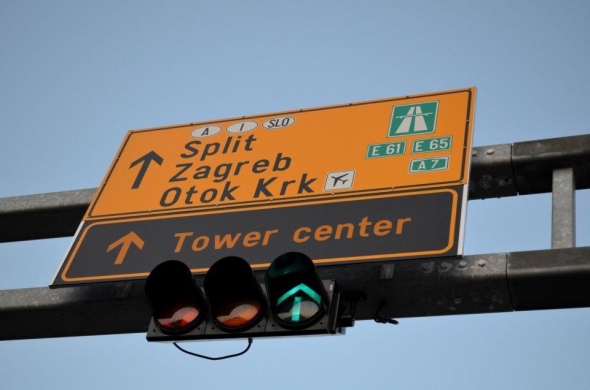 A I SLO
Split
Zagreb
Otok Krk
E 61 E 65
A 7
Tower center